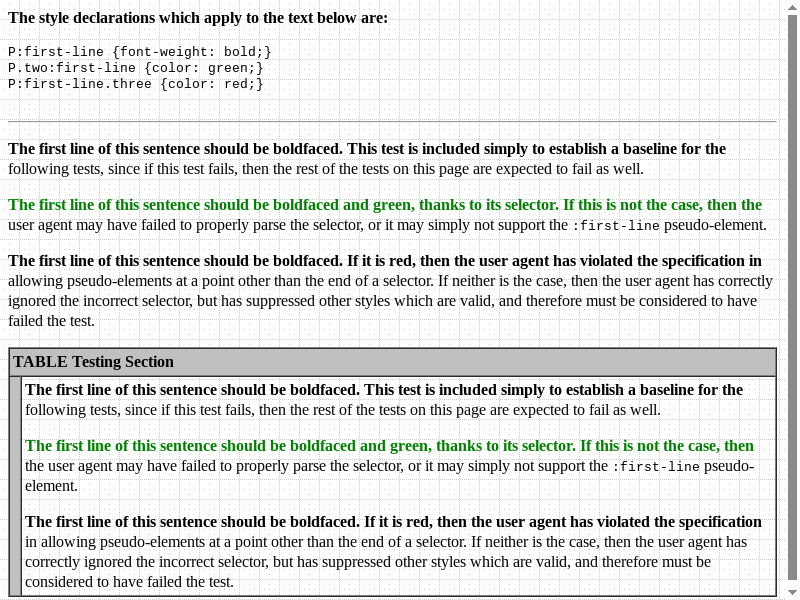 The style declarations which apply to the text below are:
P:first-line {font-weight: bold;}
P.two:first-line {color: green;}
P:first-line.three {color: red;}
The first line of this sentence should be boldfaced. This test is included simply to establish a baseline for the
following tests, since if this test fails, then the rest of the tests on this page are expected to fail as well.
The first line of this sentence should be boldfaced and green, thanks to its selector. If this is not the case, then the
user agent may have failed to properly parse the selector, or it may simply not support the :first-line pseudo-element.
The first line of this sentence should be boldfaced. If it is red, then the user agent has violated the specification in
allowing pseudo-elements at a point other than the end of a selector. If neither is the case, then the user agent has correctly
ignored the incorrect selector, but has suppressed other styles which are valid, and therefore must be considered to have
failed the test.
TABLE Testing Section
The first line of this sentence should be boldfaced. This test is included simply to establish a baseline for the
following tests, since if this test fails, then the rest of the tests on this page are expected to fail as well.
The first line of this sentence should be boldfaced and green, thanks to its selector. If this is not the case, then
the user agent may have failed to properly parse the selector, or it may simply not support the :first-line pseudo-
element.
The first line of this sentence should be boldfaced. If it is red, then the user agent has violated the specification
in allowing pseudo-elements at a point other than the end of a selector. If neither is the case, then the user agent has
correctly ignored the incorrect selector, but has suppressed other styles which are valid, and therefore must be
considered to have failed the test.